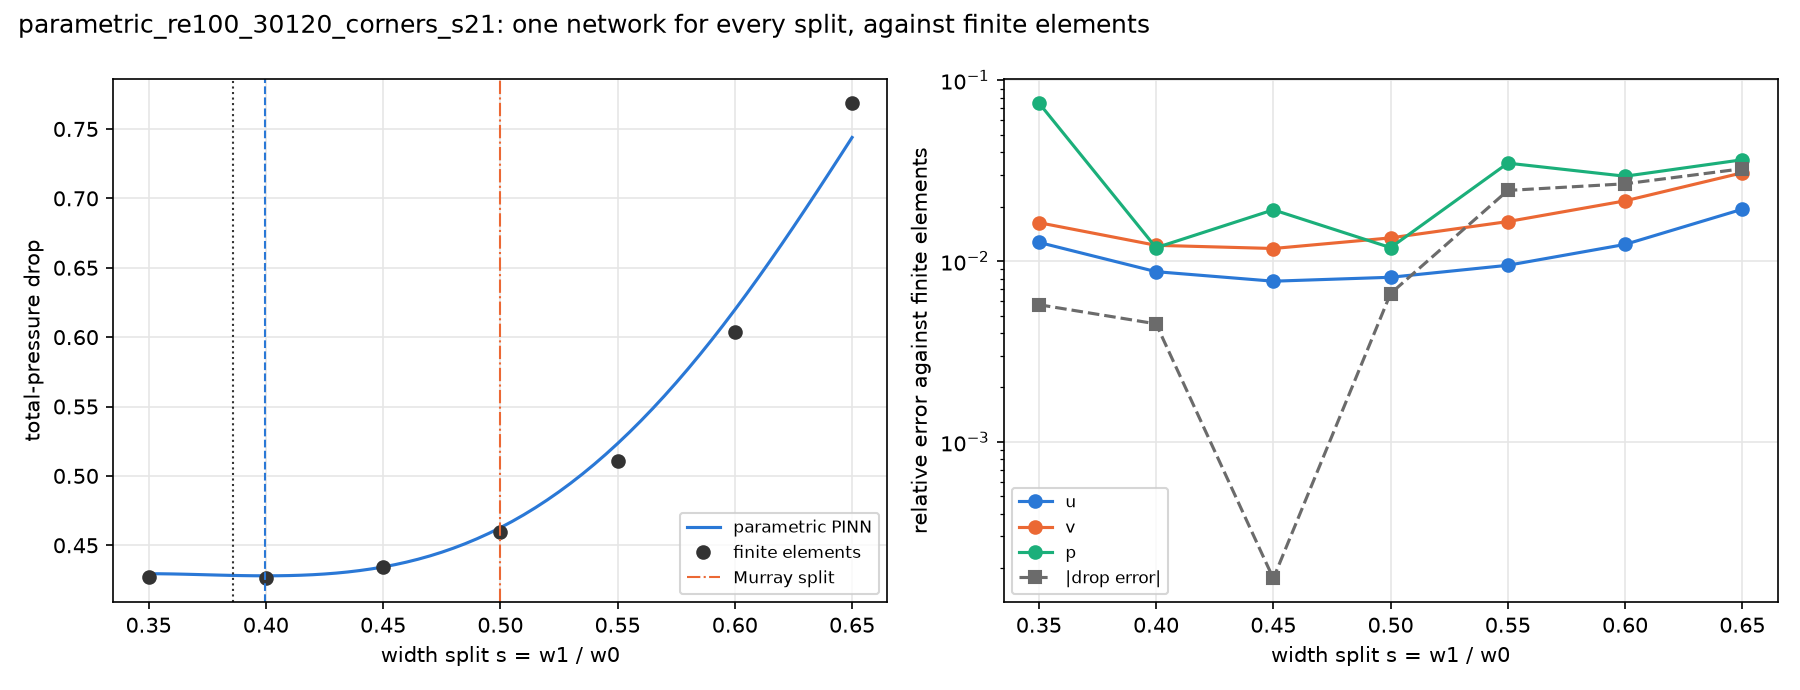 parametric_re100_30120_corners_s21: one network for every split, against finite elements
total-pressure drop
0.75
0.70
0.65
0.60
0.55
0.50
0.45
0.35 0.40 0.45 0.50 0.55 0.60 0.65
width split s = w1 / w0
parametric PINN
finite elements
Murray split
relative error against finite elements
10⁻¹
10⁻²
10⁻³
0.35 0.40 0.45 0.50 0.55 0.60 0.65
width split s = w1 / w0
u
v
p
|drop error|